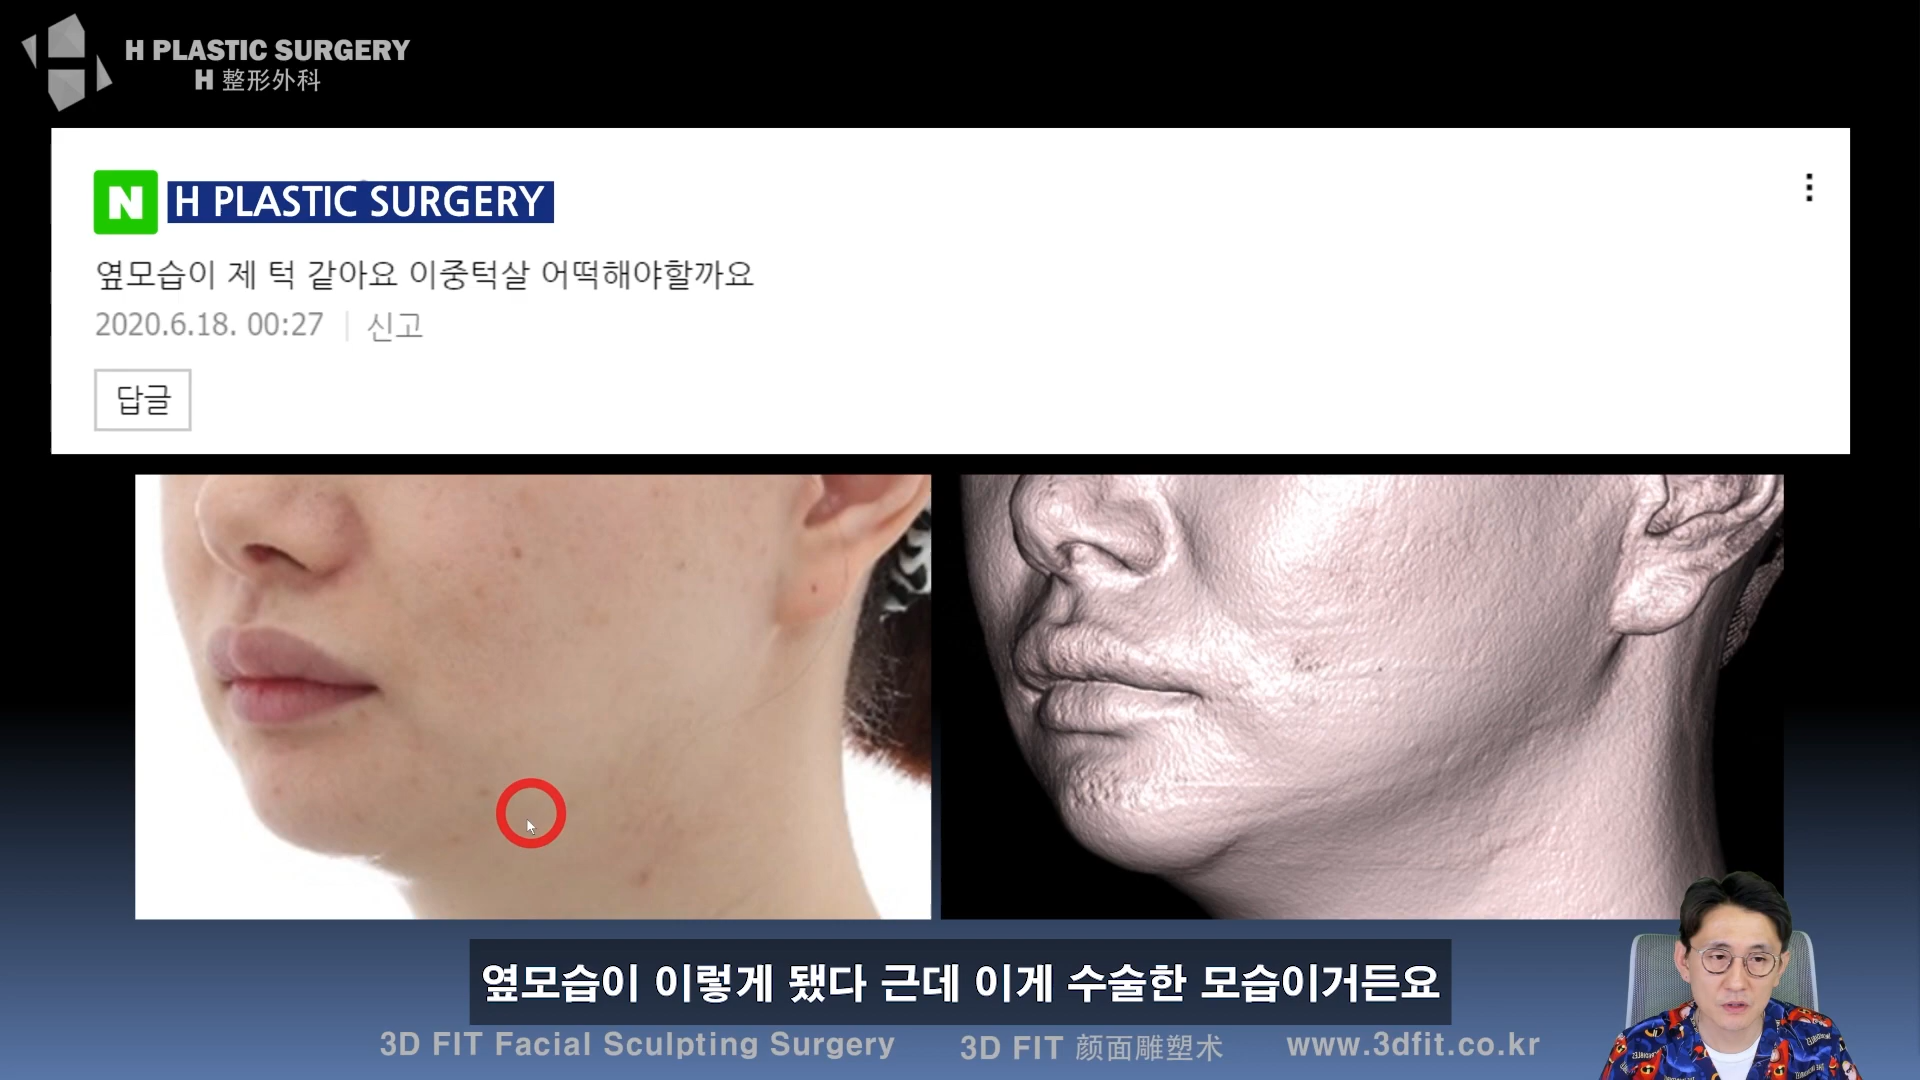 H PLASTIC SURGERY
H 整形外科
N H PLASTIC SURGERY
옆모습이 제 턱 같아요 이중턱살 어떡해야할까요
2020.6.18. 00:27 | 신고
답글
옆모습이 이렇게 됐다 근데 이게 수술한 모습이거든요
3D FIT Facial Sculpting Surgery 3D FIT 颜面雕塑术 www.3dfit.co.kr